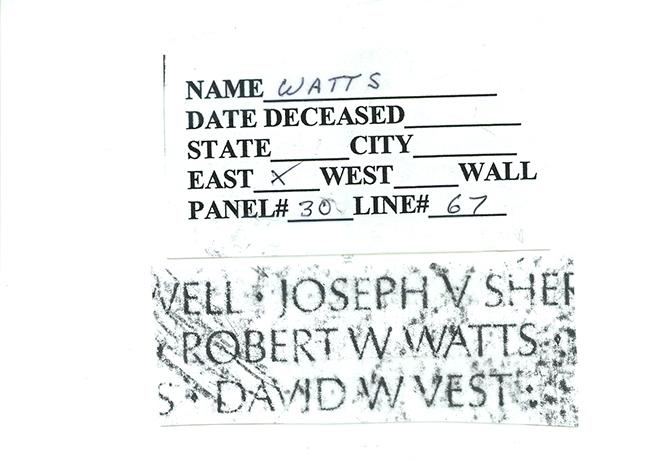 NAME WATTS
DATE DECEASED
STATE CITY
EAST X WEST WALL
PANEL# 30 LINE# 67
WELL • JOSEPH V SHER
ROBERT W WATTS •
S • DAVID W VEST •